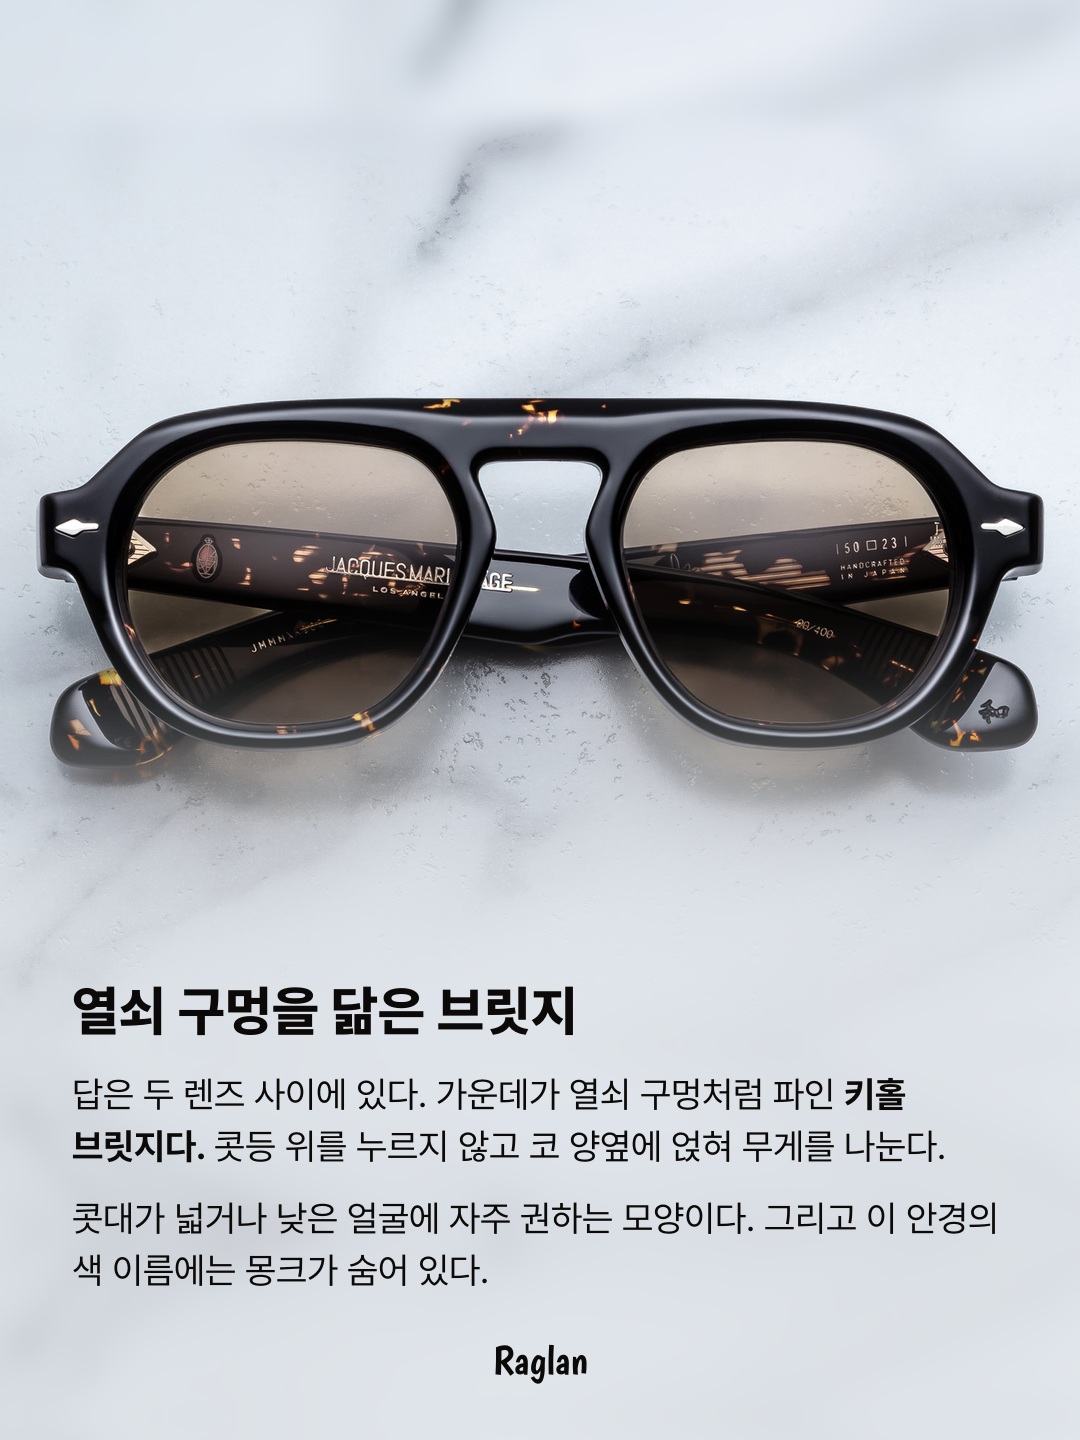 JACQUES MARI AGE
LOS ANGEL
50 □ 23
HANDCRAFTED
IN JAPAN
和
열쇠 구멍을 닮은 브릿지
답은 두 렌즈 사이에 있다. 가운데가 열쇠 구멍처럼 파인 키홀
브릿지다. 콧등 위를 누르지 않고 코 양옆에 얹혀 무게를 나눈다.
콧대가 넓거나 낮은 얼굴에 자주 권하는 모양이다. 그리고 이 안경의
색 이름에는 몽크가 숨어 있다.
Raglan